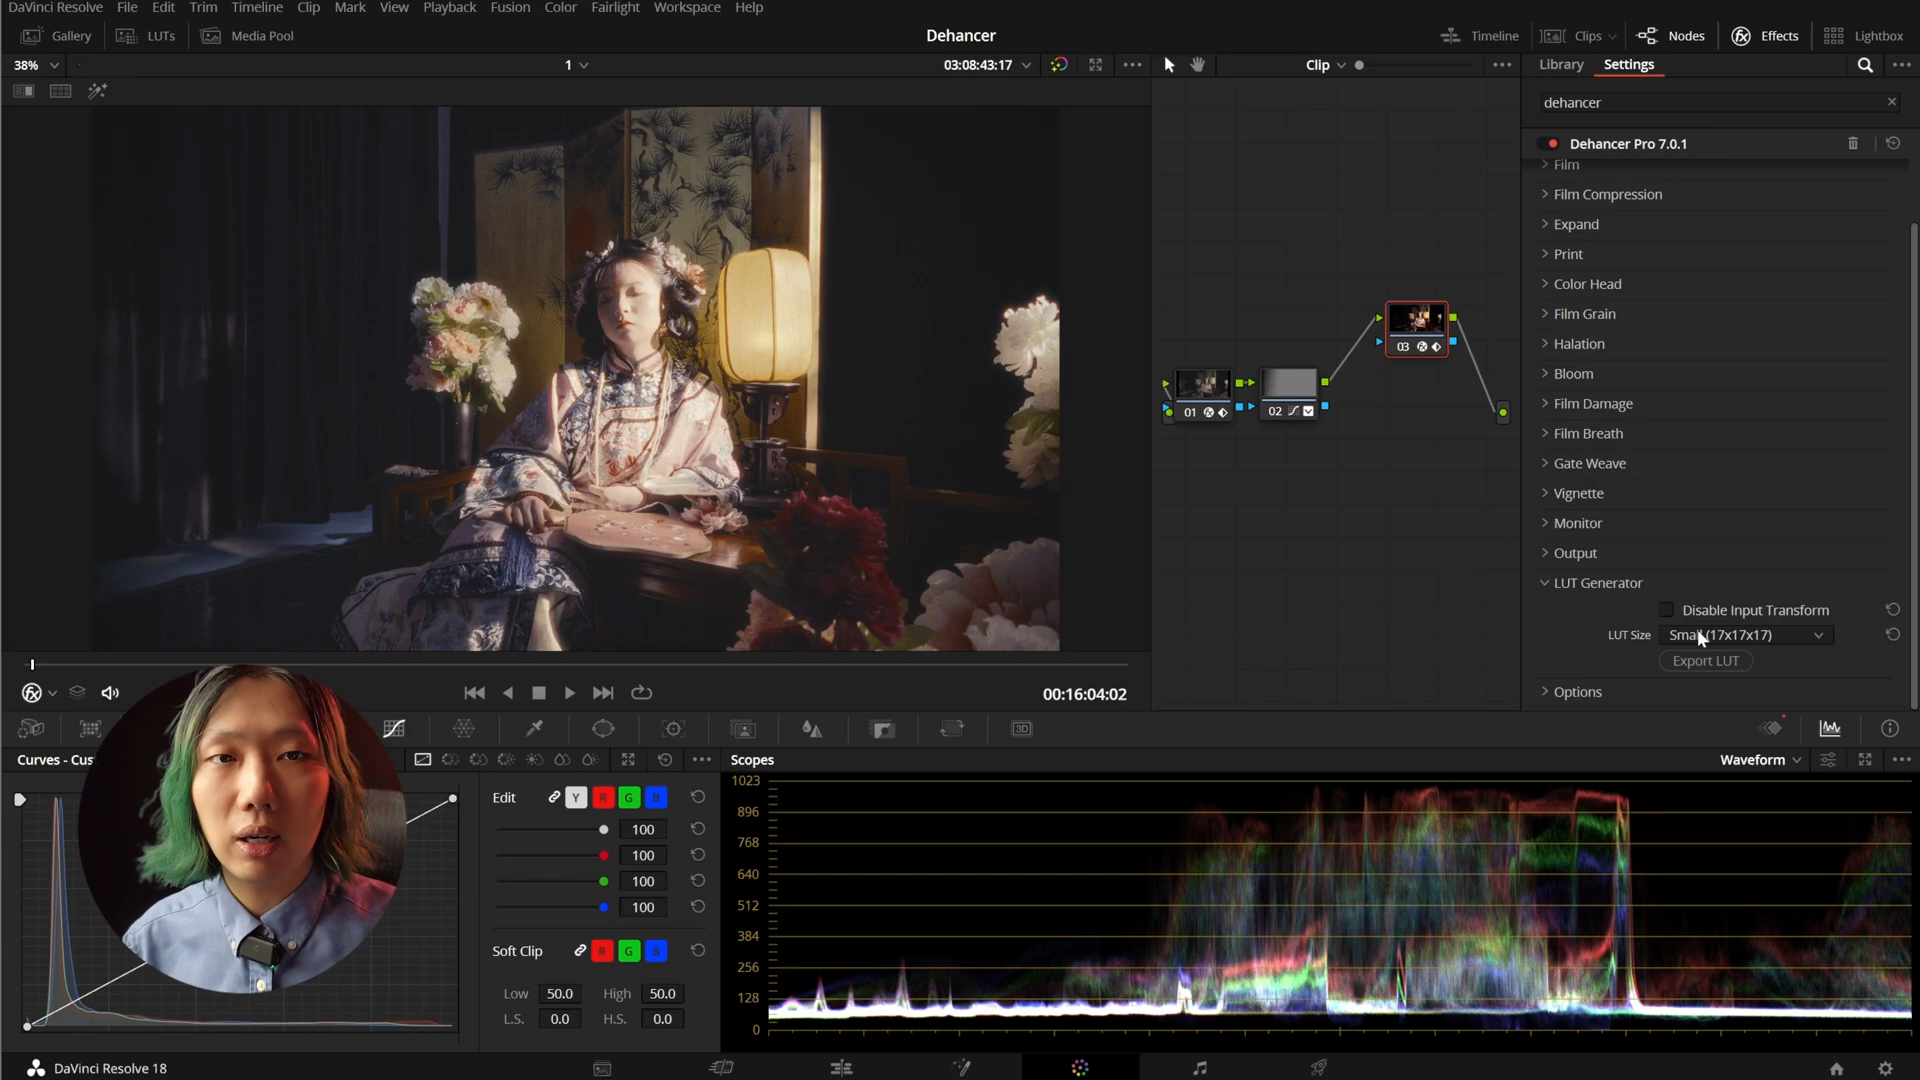 DaVinci Resolve File Edit Trim Timeline Clip Mark View Playback Fusion Color Fairlight Workspace Help
Gallery LUTs Media Pool Dehancer Timeline Clips Nodes Effects Lightbox
38% 1 03:08:43:17 Clip Library Settings
dehancer
Dehancer Pro 7.0.1
Film
Film Compression
Expand
Print
Color Head
Film Grain
Halation
Bloom
Film Damage
Film Breath
Gate Weave
Vignette
Monitor
Output
LUT Generator
Disable Input Transform
LUT Size Small (17x17x17)
Export LUT
Options
03
01 02
00:16:04:02
3D
Curves - Cus
Edit Y R G B
100
100
100
100
Soft Clip R G B
Low 50.0 High 50.0
L.S. 0.0 H.S. 0.0
Scopes Waveform
1023
896
768
640
512
384
256
128
0
DaVinci Resolve 18